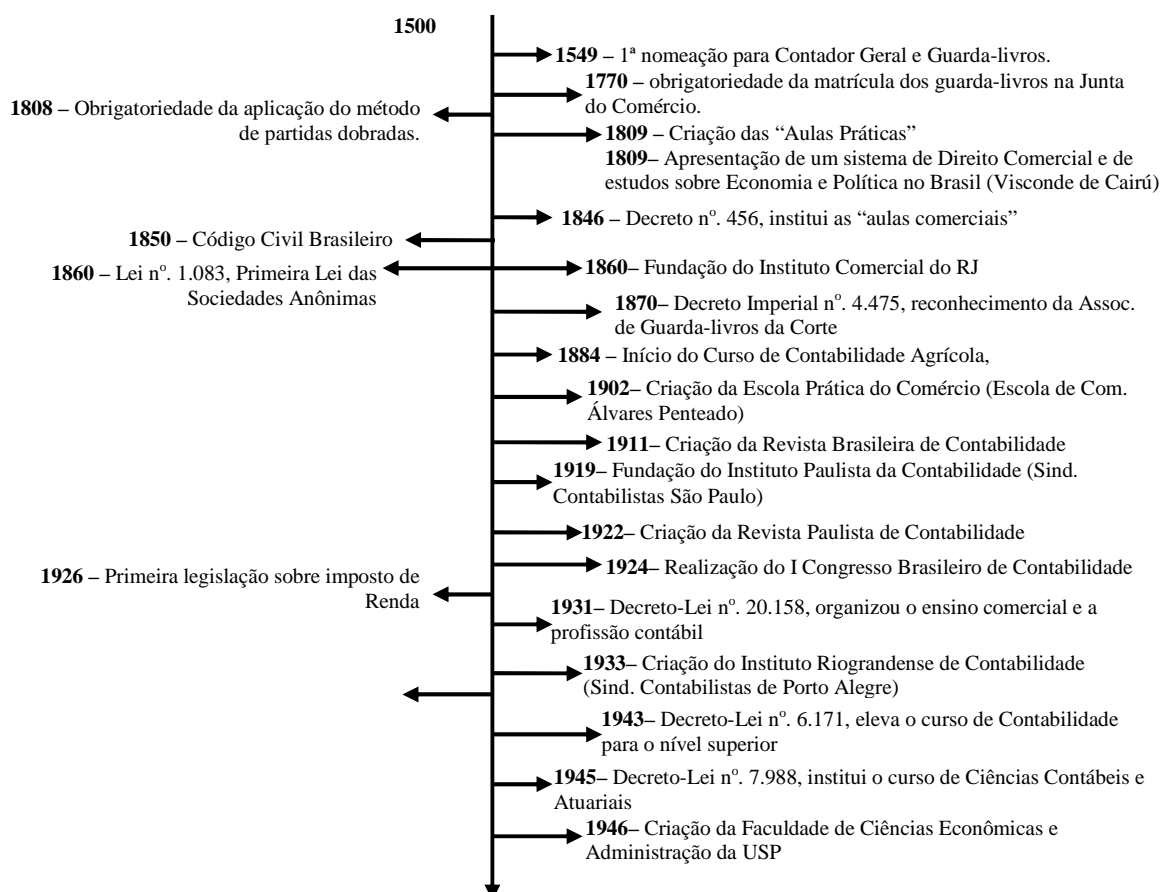 1500
1549 – 1ª nomeação para Contador Geral e Guarda-livros.
1770 – obrigatoriedade da matrícula dos guarda-livros na Junta
do Comércio.
1808 – Obrigatoriedade da aplicação do método
de partidas dobradas.
1809 – Criação das “Aulas Práticas”
1809– Apresentação de um sistema de Direito Comercial e de
estudos sobre Economia e Política no Brasil (Visconde de Cairú)
1846 – Decreto nº. 456, institui as “aulas comerciais”
1850 – Código Civil Brasileiro
1860 – Lei nº. 1.083, Primeira Lei das
Sociedades Anônimas
1860– Fundação do Instituto Comercial do RJ
1870– Decreto Imperial nº. 4.475, reconhecimento da Assoc.
de Guarda-livros da Corte
1884 – Início do Curso de Contabilidade Agrícola,
1902– Criação da Escola Prática do Comércio (Escola de Com.
Álvares Penteado)
1911– Criação da Revista Brasileira de Contabilidade
1919– Fundação do Instituto Paulista da Contabilidade (Sind.
Contabilistas São Paulo)
1922– Criação da Revista Paulista de Contabilidade
1924– Realização do I Congresso Brasileiro de Contabilidade
1926 – Primeira legislação sobre imposto de
Renda
1931– Decreto-Lei nº. 20.158, organizou o ensino comercial e a
profissão contábil
1933– Criação do Instituto Riograndense de Contabilidade
(Sind. Contabilistas de Porto Alegre)
1943– Decreto-Lei nº. 6.171, eleva o curso de Contabilidade
para o nível superior
1945– Decreto-Lei nº. 7.988, institui o curso de Ciências Contábeis e
Atuariais
1946– Criação da Faculdade de Ciências Econômicas e
Administração da USP